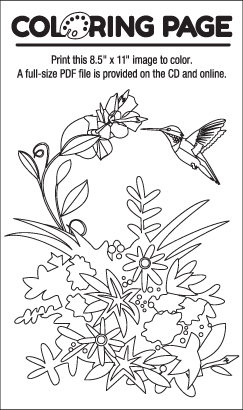 COLORING PAGE
Print this 8.5" x 11" image to color.
A full-size PDF file is provided on the CD and online.